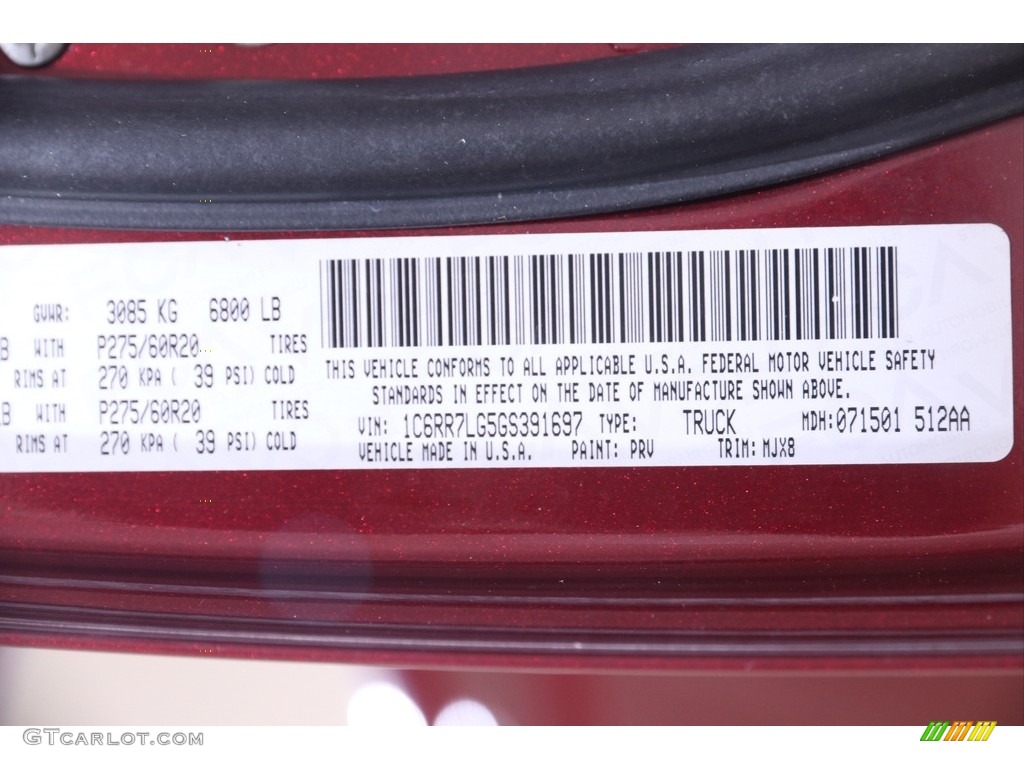 GVWR: 3085 KG 6800 LB
B WITH P275/60R20 TIRES
RIMS AT 270 KPA ( 39 PSI) COLD
LB WITH P275/60R20 TIRES
RIMS AT 270 KPA ( 39 PSI) COLD
THIS VEHICLE CONFORMS TO ALL APPLICABLE U.S.A. FEDERAL MOTOR VEHICLE SAFETY
STANDARDS IN EFFECT ON THE DATE OF MANUFACTURE SHOWN ABOVE.
VIN: 1C6RR7LG5GS391697 TYPE: TRUCK MDH: 071501 512AA
VEHICLE MADE IN U.S.A. PAINT: PRV TRIM: MJX8
GTCARLOT.COM